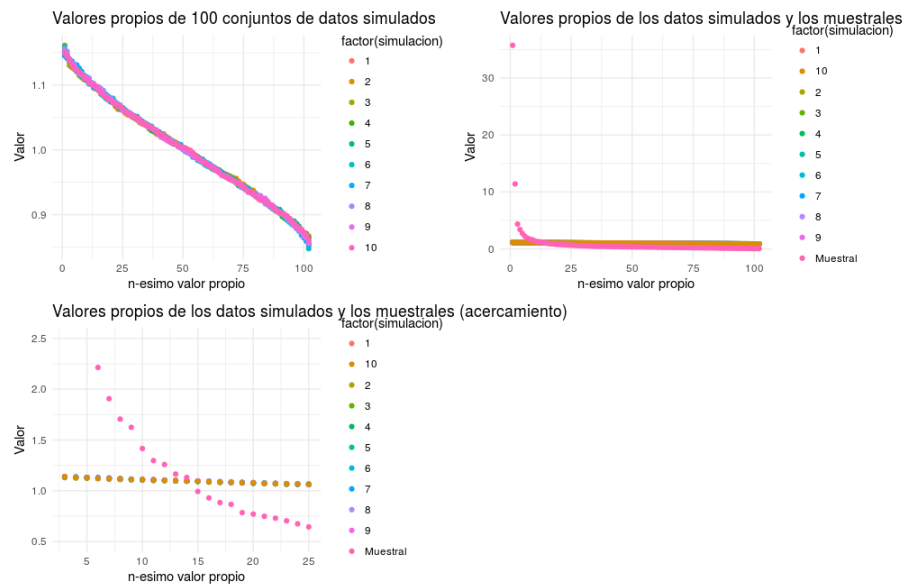 Valores propios de 100 conjuntos de datos simulados
factor(simulacion)
1
2
3
4
5
6
7
8
9
10
Valor
1.1
1.0
0.9
0 25 50 75 100
n-esimo valor propio
Valores propios de los datos simulados y los muestrales
factor(simulacion)
1
10
2
3
4
5
6
7
8
9
Muestral
Valor
30
20
10
0
0 25 50 75 100
n-esimo valor propio
Valores propios de los datos simulados y los muestrales (acercamiento)
factor(simulacion)
1
10
2
3
4
5
6
7
8
9
Muestral
Valor
2.5
2.0
1.5
1.0
0.5
5 10 15 20 25
n-esimo valor propio